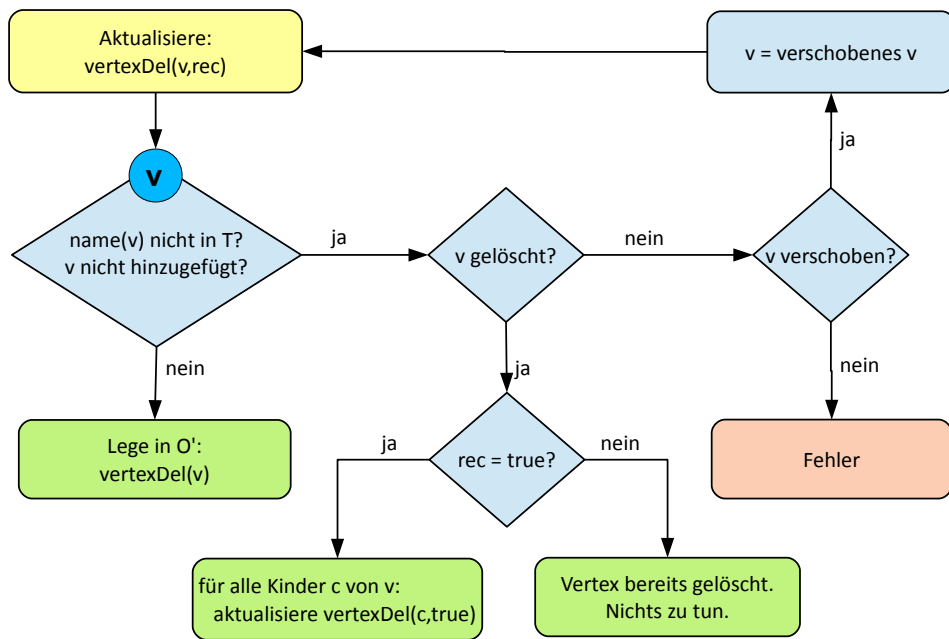 Aktualisiere:
vertexDel(v,rec)
v = verschobenes v
ja
v
name(v) nicht in T?
v nicht hinzugefügt?
ja
v gelöscht?
nein
v verschoben?
nein
ja
nein
Lege in O':
vertexDel(v)
ja
rec = true?
nein
Fehler
für alle Kinder c von v:
aktualisiere vertexDel(c,true)
Vertex bereits gelöscht.
Nichts zu tun.